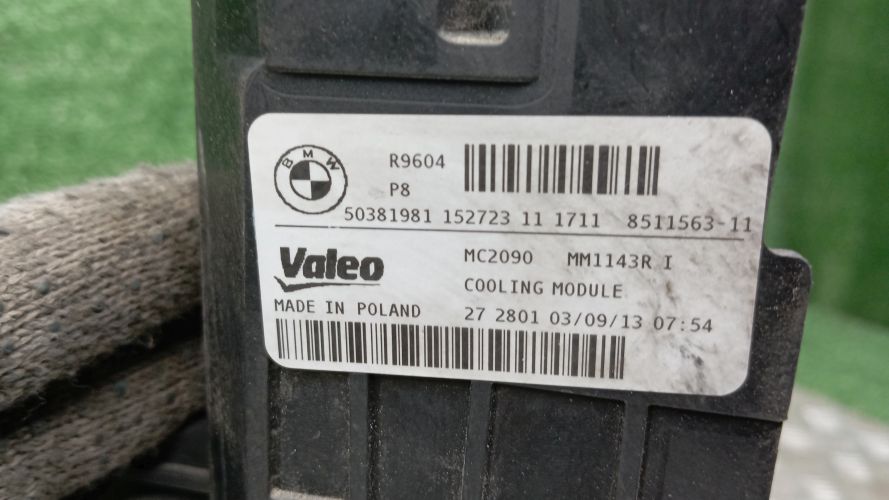 BMW
R9604
P8
50381981 152723 11 1711 8511563-11
Valeo
MC2090 MM1143R I
COOLING MODULE
MADE IN POLAND
27 2801 03/09/13 07:54